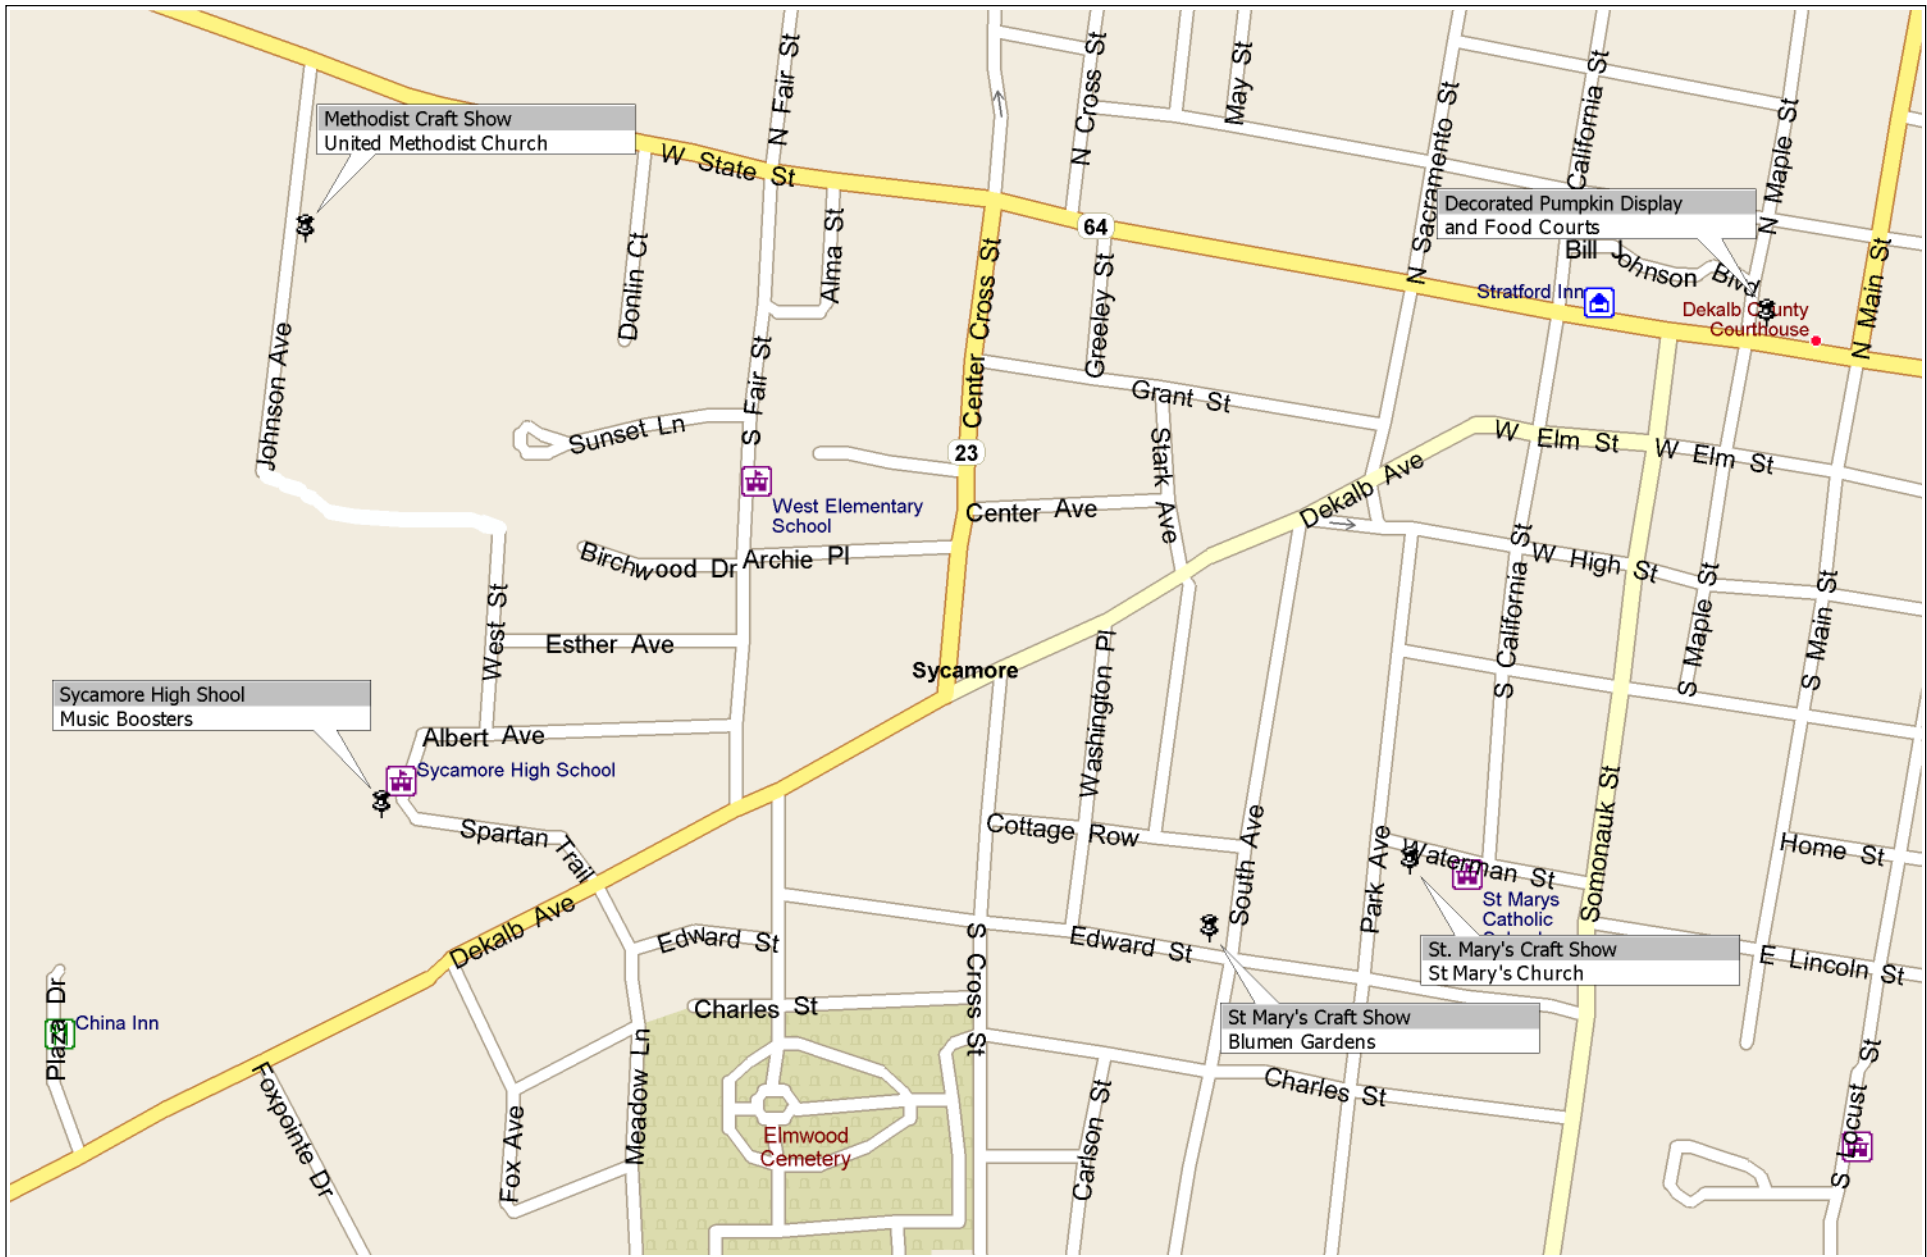 Methodist Craft Show
United Methodist Church
N Fair St
N Cross St
May St
N Sacramento St
California St
N Maple St
N Main St
W State St
64
Decorated Pumpkin Display
and Food Courts
Bill Johnson Blvd
Stratford Inn
Dekalb County
Courthouse
Donlin Ct
Alma St
Center Cross St
Greeley St
Johnson Ave
S Fair St
Grant St
Sunset Ln
Stark Ave
23
Dekalb Ave
W Elm St
W Elm St
West Elementary
School
Center Ave
Birchwood Dr
Archie Pl
W High St
West St
Esther Ave
Sycamore
Washington Pl
S California St
S Maple St
S Main St
Sycamore High Shool
Music Boosters
Albert Ave
Sycamore High School
Spartan Trail
Cottage Row
South Ave
Park Ave
Waterman St
Somonauk St
Home St
St Marys
Catholic
Dekalb Ave
Edward St
S Cross St
Edward St
St. Mary's Craft Show
St Mary's Church
E Lincoln St
Plaza Dr
China Inn
Charles St
St Mary's Craft Show
Blumen Gardens
Foxpointe Dr
Fox Ave
Meadow Ln
Elmwood
Cemetery
Carlson St
Charles St
S Locust St